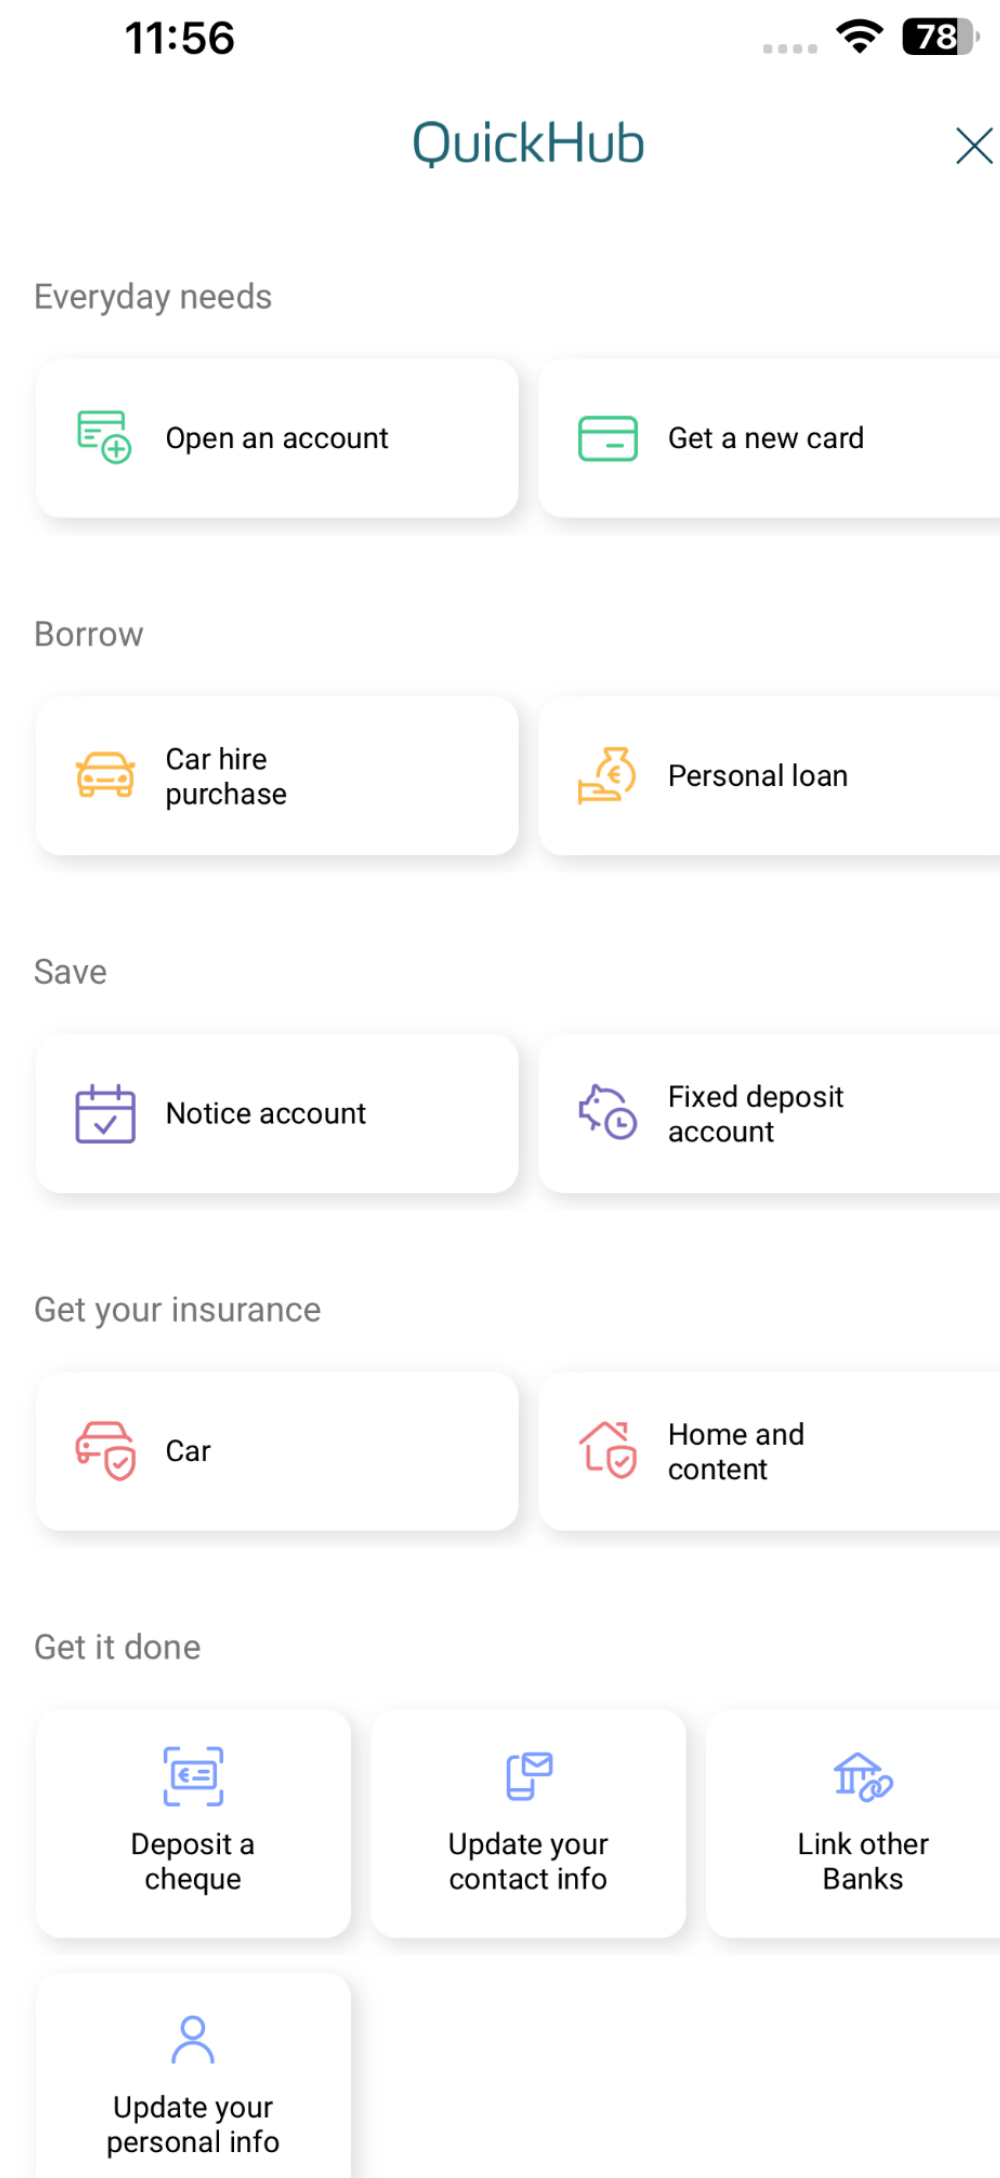 11:56
78
QuickHub
Everyday needs
Open an account
Get a new card
Borrow
Car hire
purchase
Personal loan
Save
Notice account
Fixed deposit
account
Get your insurance
Car
Home and
content
Get it done
Deposit a
cheque
Update your
contact info
Link other
Banks
Update your
personal info